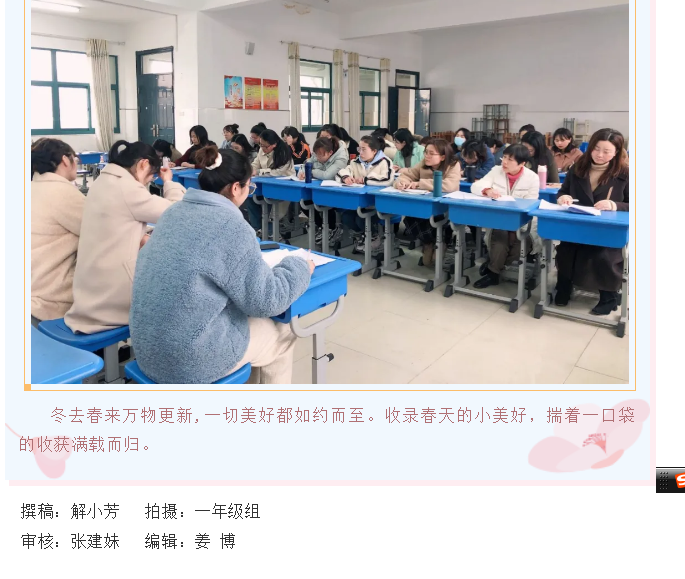 冬去春来万物更新,一切美好都如约而至。收录春天的小美好，揣着一口袋
的收获满载而归。
撰稿：解小芳 拍摄：一年级组
审核：张建妹 编辑：姜 博